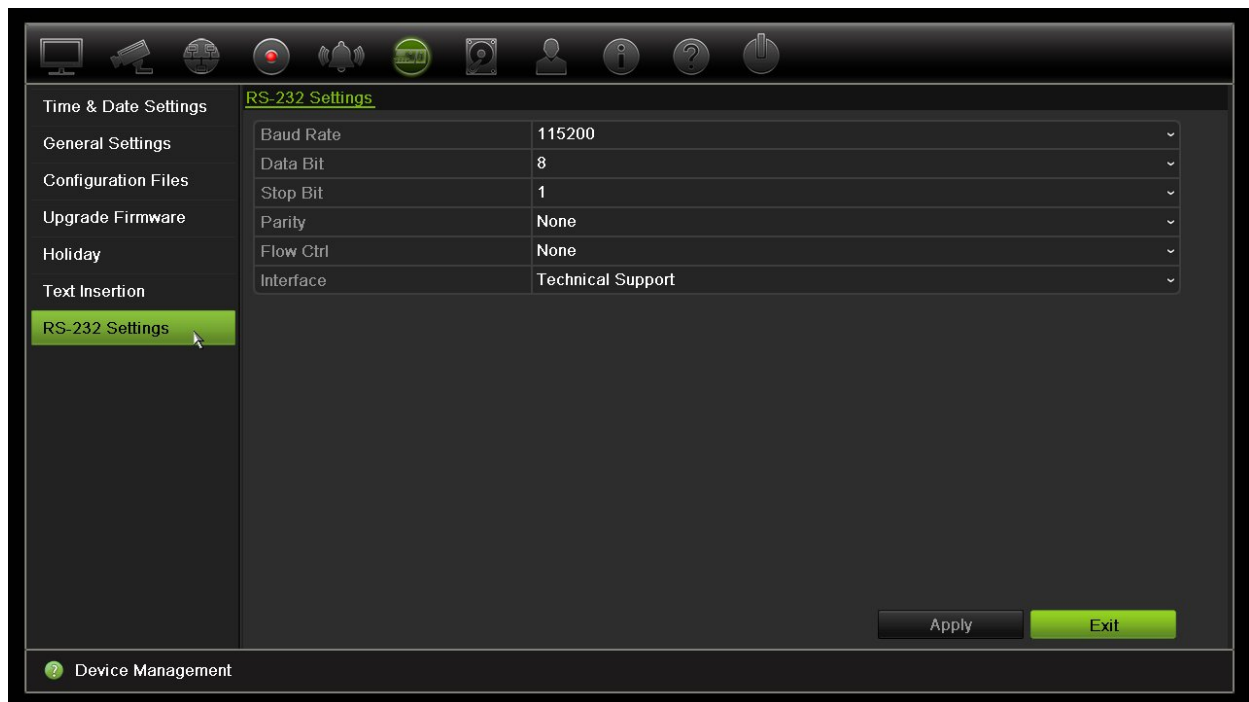 Time & Date Settings
General Settings
Configuration Files
Upgrade Firmware
Holiday
Text Insertion
RS-232 Settings
RS-232 Settings
Baud Rate 115200
Data Bit 8
Stop Bit 1
Parity None
Flow Ctrl None
Interface Technical Support
Apply Exit
Device Management